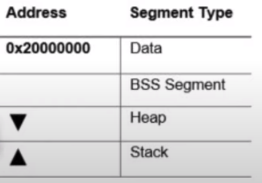 Address Segment Type
0x20000000 Data
BSS Segment
▼ Heap
▲ Stack